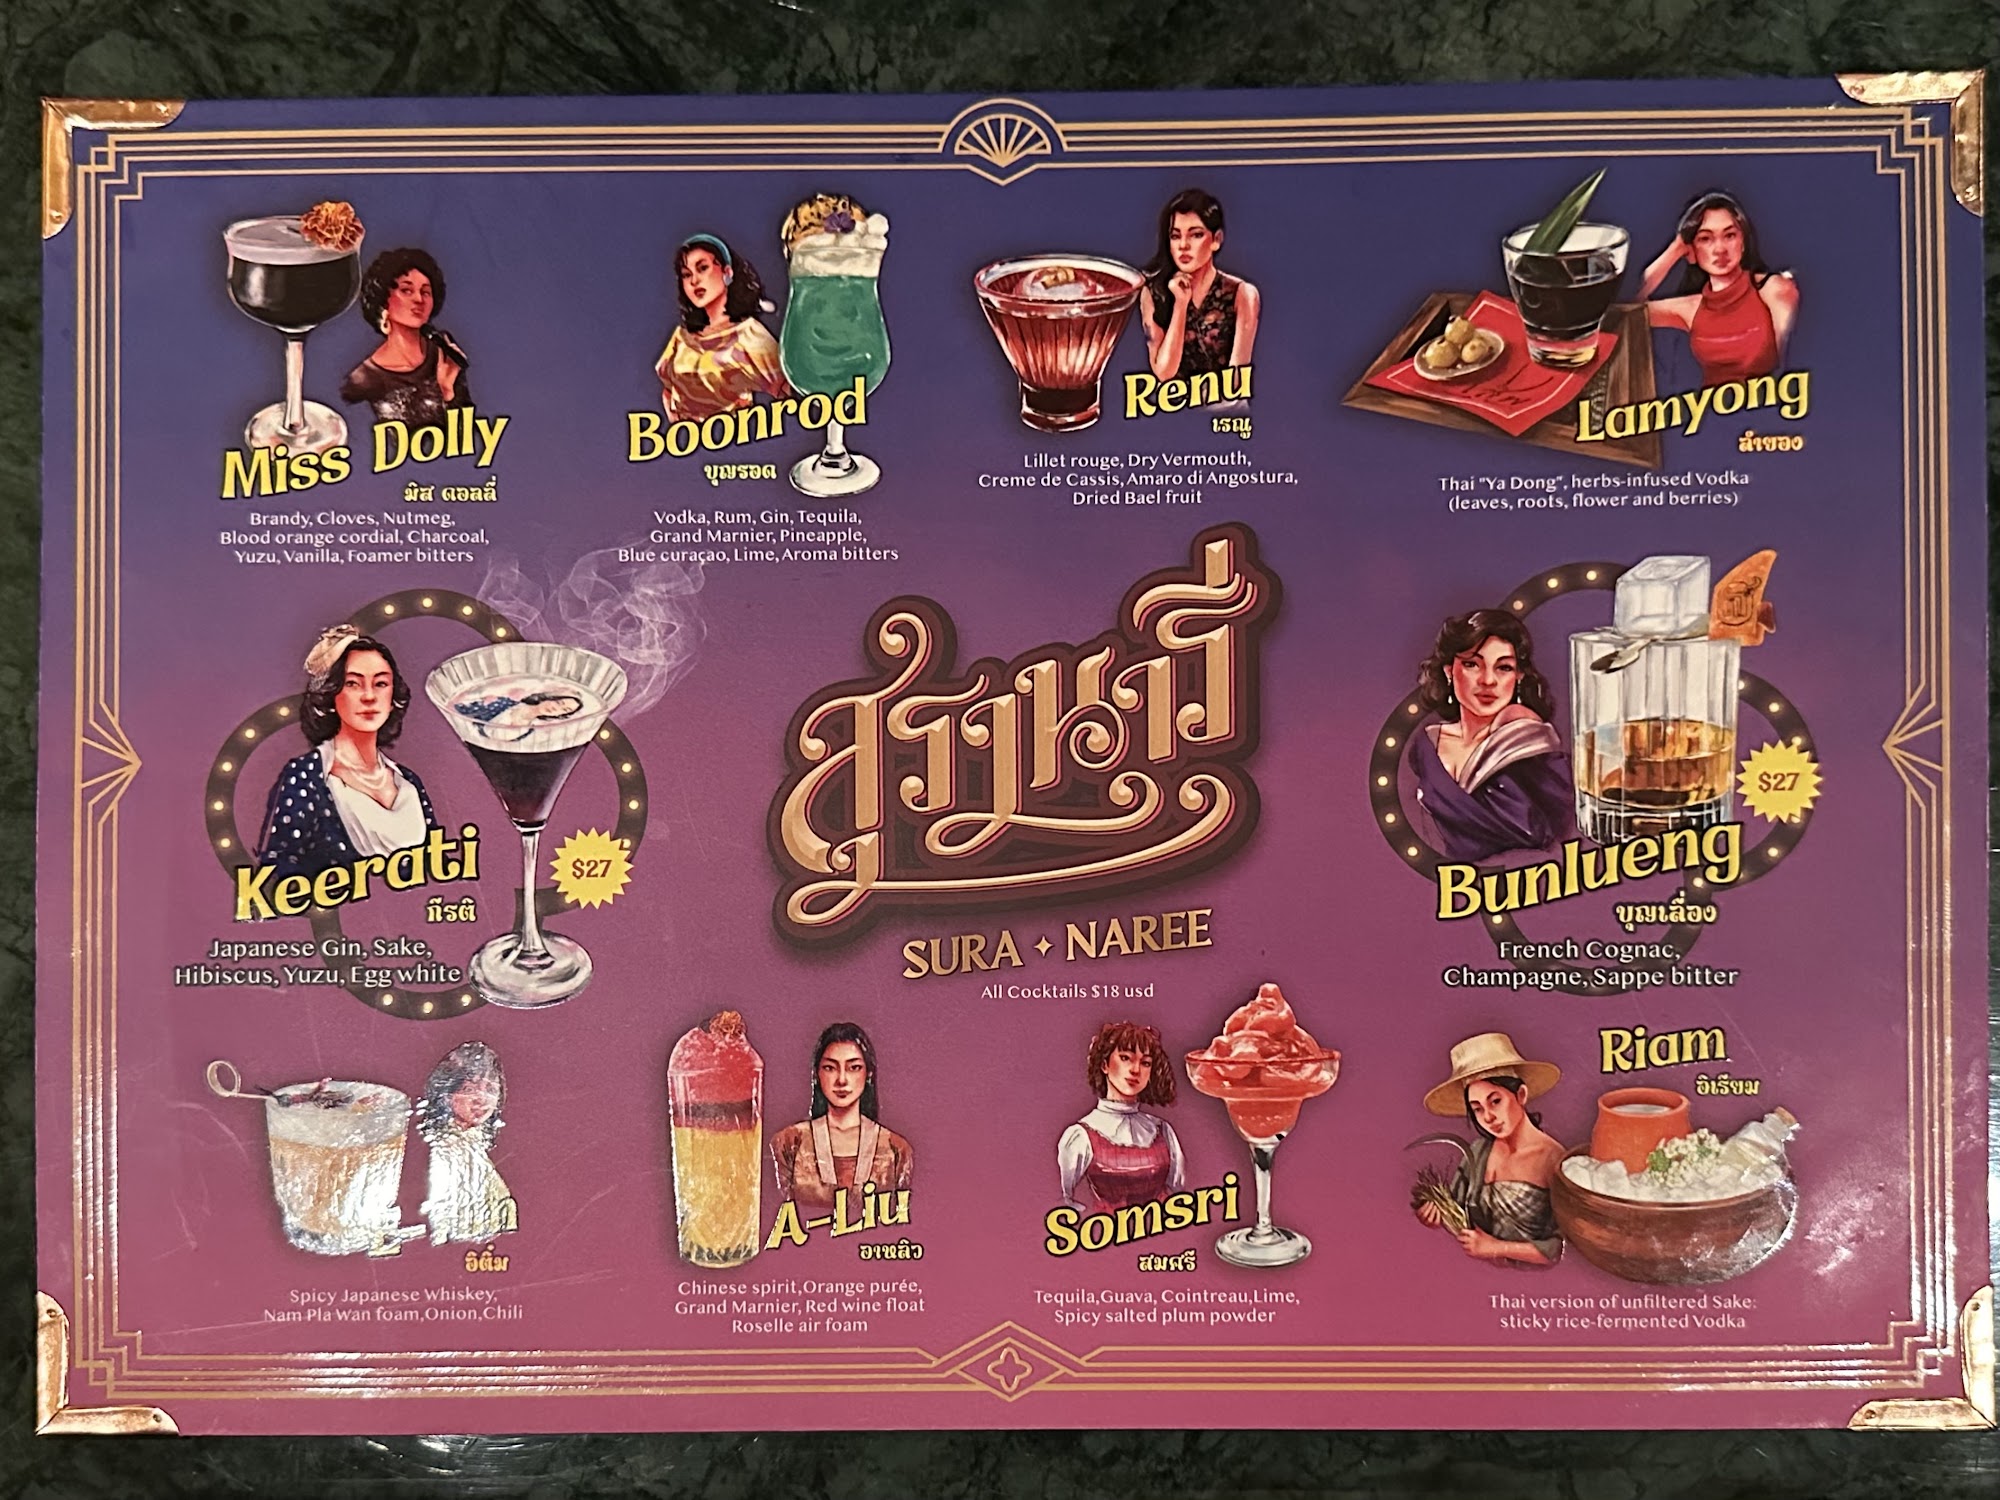 Miss Dolly
มิส ดอลลี่
Brandy, Cloves, Nutmeg,
Blood orange cordial, Charcoal,
Yuzu, Vanilla, Foamer bitters
Boonrod
บุญรอด
Vodka, Rum, Gin, Tequila,
Grand Marnier, Pineapple,
Blue curaçao, Lime, Aroma bitters
Renu
เรณู
Lillet rouge, Dry Vermouth,
Creme de Cassis, Amaro di Angostura,
Dried Bael fruit
Lamyong
ลำยอง
Thai "Ya Dong", herbs-infused Vodka
(leaves, roots, flower and berries)
Keerati
กีรติ
$27
Japanese Gin, Sake,
Hibiscus, Yuzu, Egg white
สุรานารี
SURA NAREE
All Cocktails $18 usd
Bunlueng
บุญเลื่อง
$27
French Cognac,
Champagne, Sappe bitter
อิติ๋ม
Spicy Japanese Whiskey,
Nam Pla Wan foam, Onion, Chili
A-Liu
อาหลิว
Chinese spirit, Orange purée,
Grand Marnier, Red wine float
Roselle air foam
Somsri
สมศรี
Tequila, Guava, Cointreau, Lime,
Spicy salted plum powder
Riam
อิเรียม
Thai version of unfiltered Sake:
sticky rice-fermented Vodka